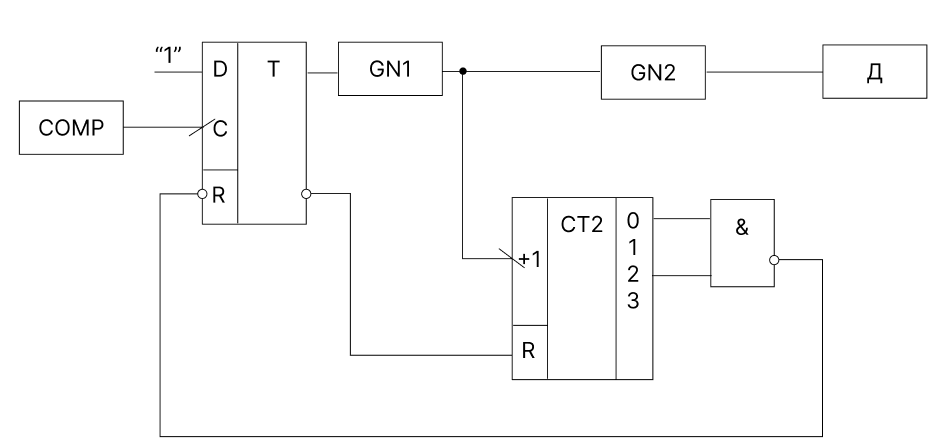 “1”
D
T
C
R
COMP
GN1
GN2
Д
CT2
+1
R
0
1
2
3
&